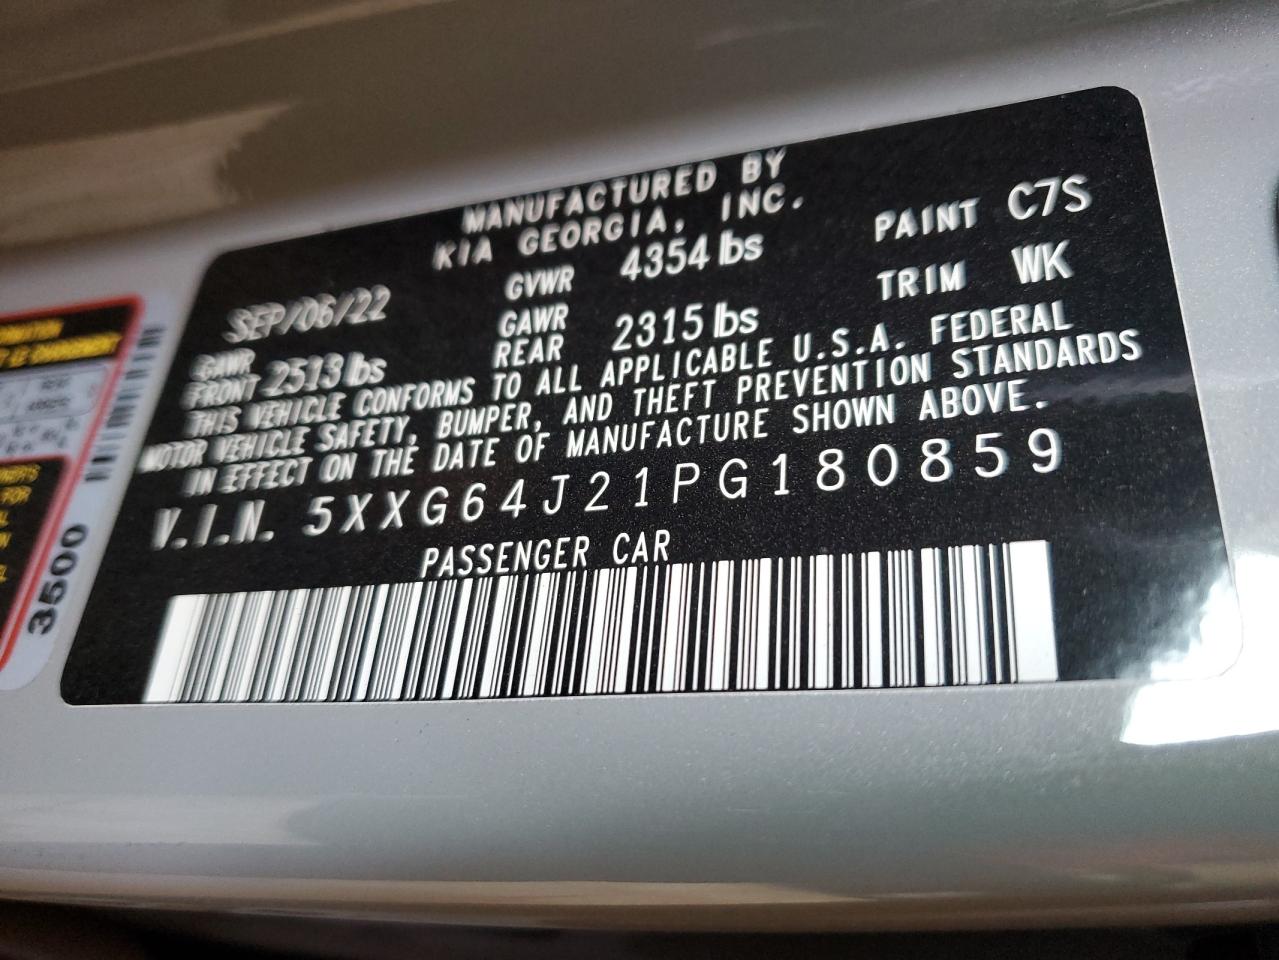 MANUFACTURED BY
KIA GEORGIA, INC.
SEP/06/22 GVWR 4354 lbs PAINT C7S
GAWR FRONT 2513 lbs GAWR REAR 2315 lbs TRIM WK
THIS VEHICLE CONFORMS TO ALL APPLICABLE U.S.A. FEDERAL
MOTOR VEHICLE SAFETY, BUMPER, AND THEFT PREVENTION STANDARDS
IN EFFECT ON THE DATE OF MANUFACTURE SHOWN ABOVE.
V.I.N. 5XXG64J21PG180859
PASSENGER CAR
3500
FOR